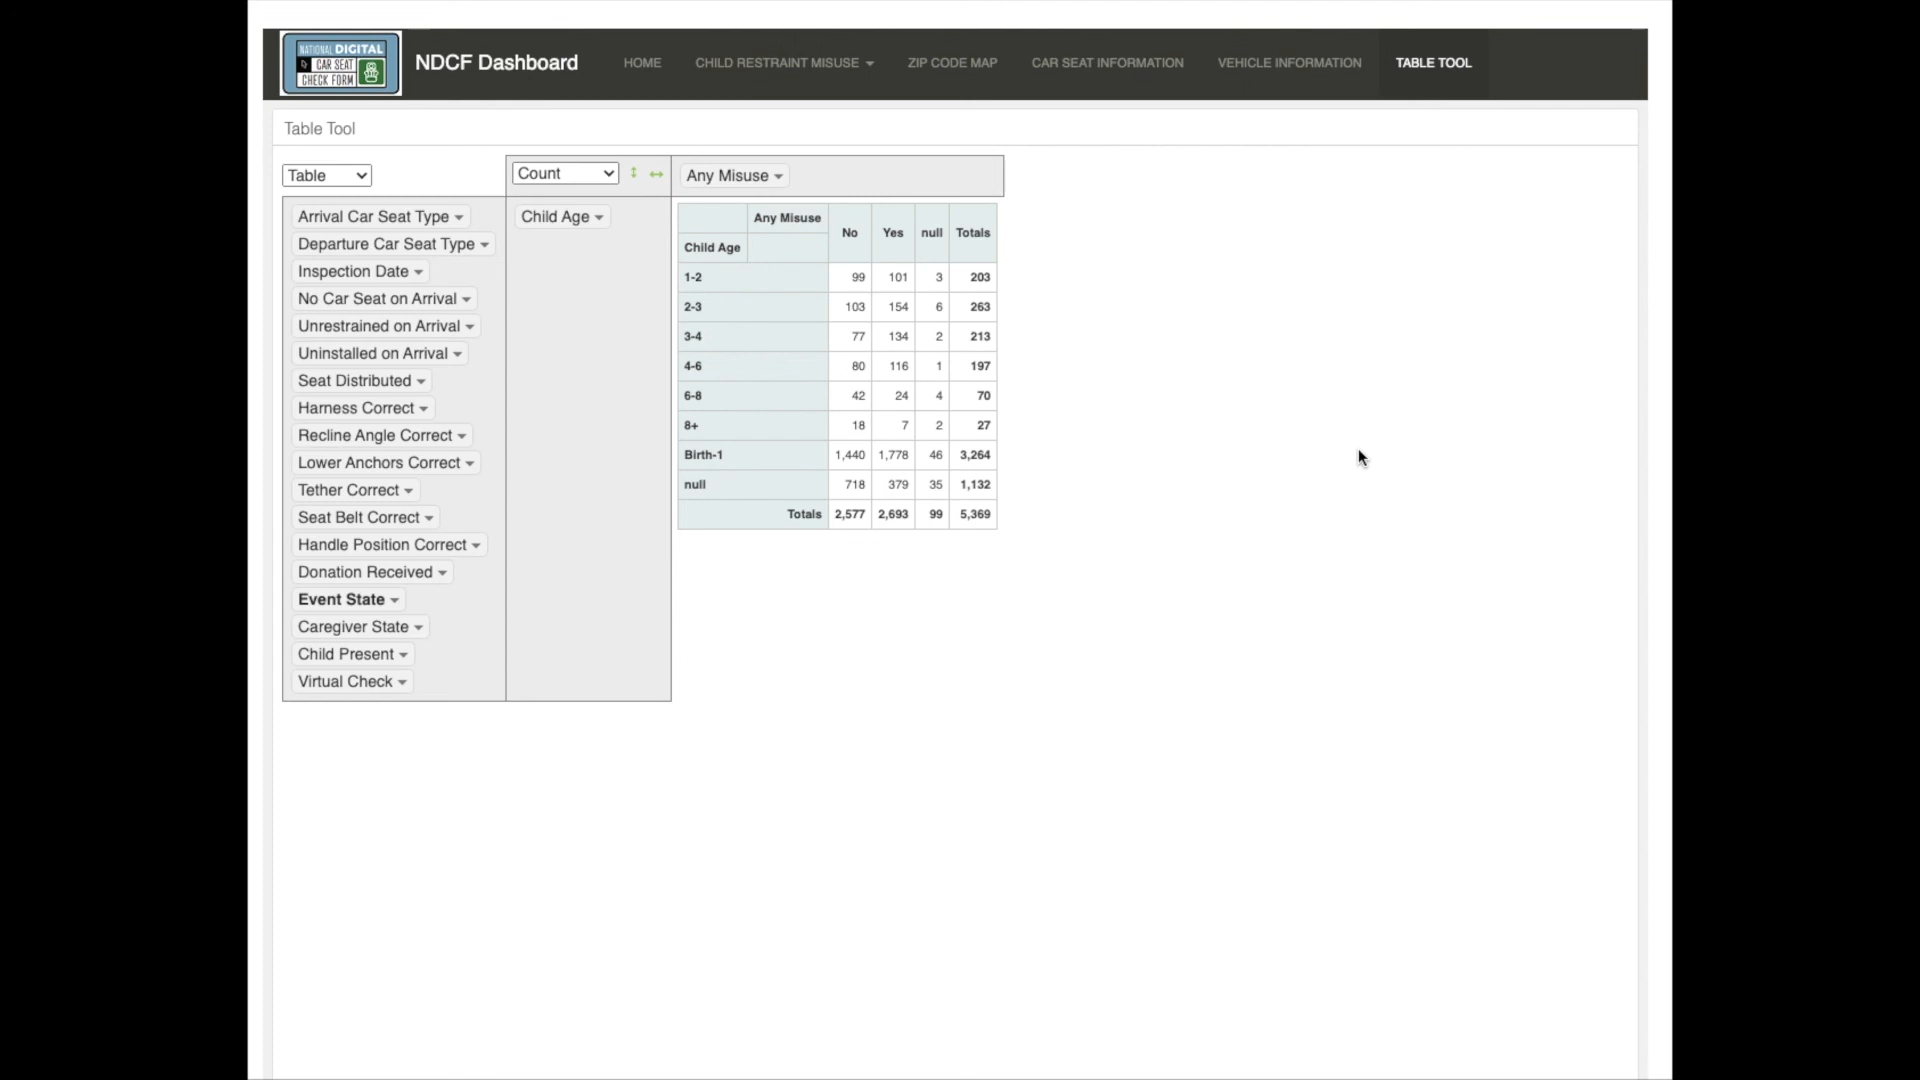 NATIONAL DIGITAL
CAR SEAT
CHECK FORM
NDCF Dashboard
HOME
CHILD RESTRAINT MISUSE
ZIP CODE MAP
CAR SEAT INFORMATION
VEHICLE INFORMATION
TABLE TOOL
Table Tool
Table
Count
Any Misuse
Arrival Car Seat Type
Departure Car Seat Type
Inspection Date
No Car Seat on Arrival
Unrestrained on Arrival
Uninstalled on Arrival
Seat Distributed
Harness Correct
Recline Angle Correct
Lower Anchors Correct
Tether Correct
Seat Belt Correct
Handle Position Correct
Donation Received
Event State
Caregiver State
Child Present
Virtual Check
Child Age
Any Misuse No Yes null Totals
Child Age
1-2 99 101 3 203
2-3 103 154 6 263
3-4 77 134 2 213
4-6 80 116 1 197
6-8 42 24 4 70
8+ 18 7 2 27
Birth-1 1,440 1,778 46 3,264
null 718 379 35 1,132
Totals 2,577 2,693 99 5,369